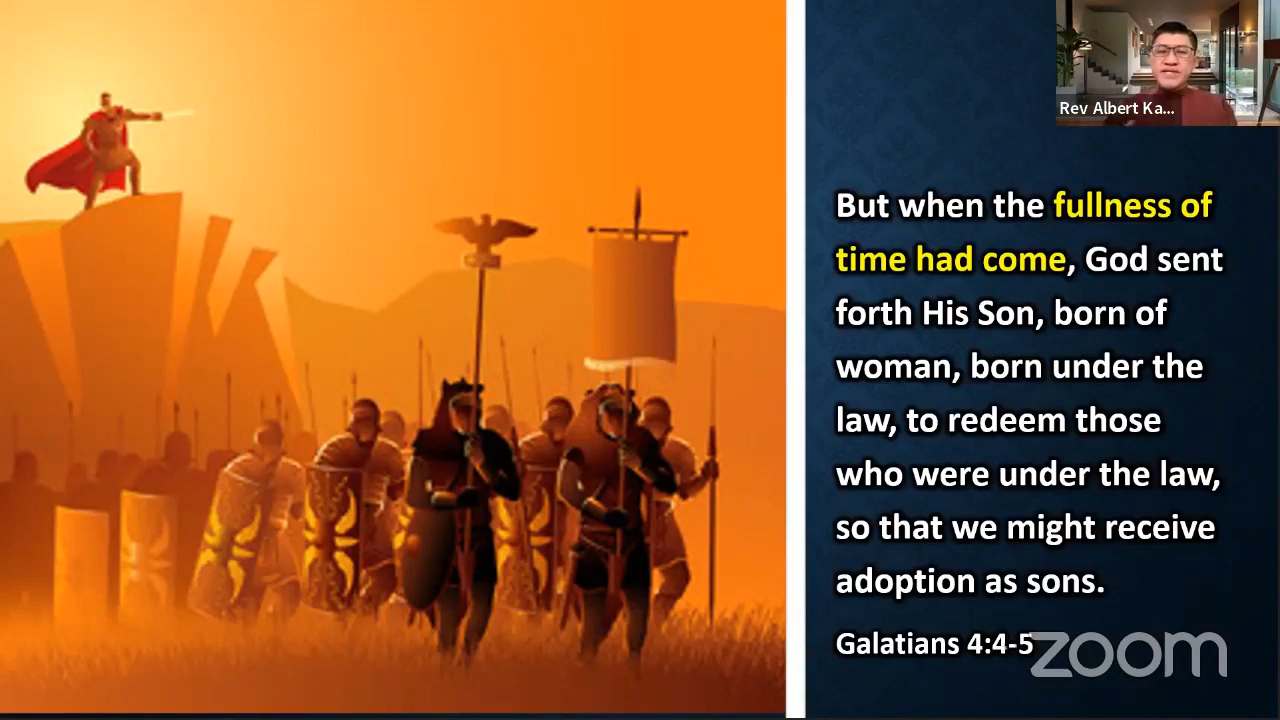 Rev Albert Ka...
But when the fullness of
time had come, God sent
forth His Son, born of
woman, born under the
law, to redeem those
who were under the law,
so that we might receive
adoption as sons.
Galatians 4:4-5
zoom